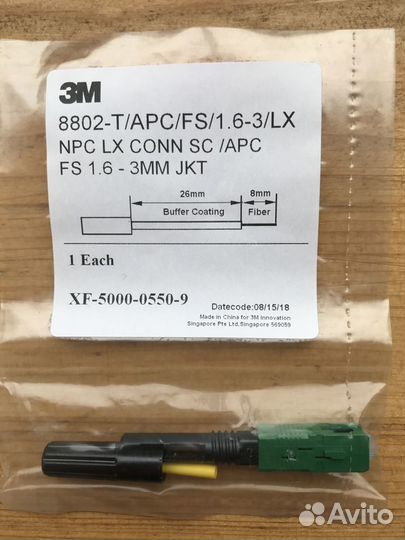 3M
8802-T/APC/FS/1.6-3/LX
NPC LX CONN SC /APC
FS 1.6 - 3MM JKT
26mm 8mm
Buffer Coating Fiber
1 Each
XF-5000-0550-9
Datecode:08/15/18
Made in China for 3M Innovation
Singapore Pte Ltd,Singapore 569059
Avito